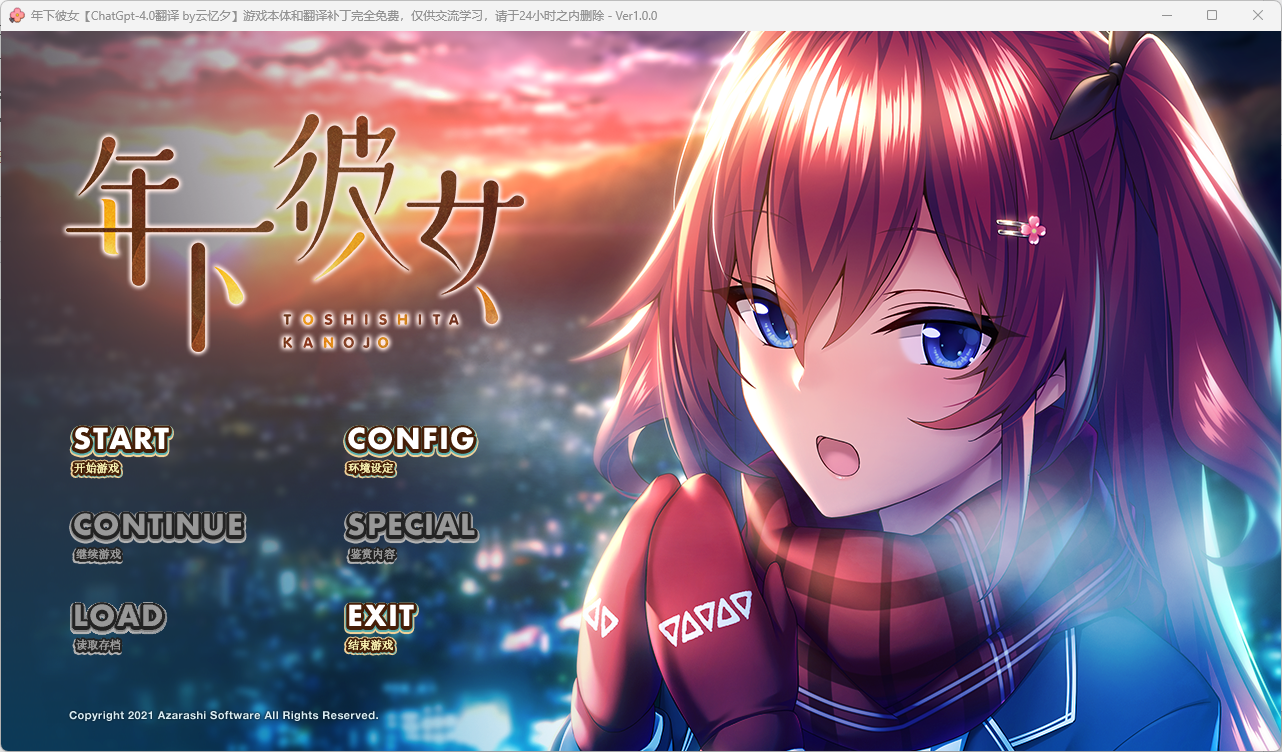 年下彼女【ChatGpt-4.0翻译 by云忆夕】游戏本体和翻译补丁完全免费，仅供交流学习，请于24小时之内删除 - Ver1.0.0
年下彼女
TOSHISHITA
KANOJO
START
开始游戏
CONFIG
环境设定
CONTINUE
继续游戏
SPECIAL
鉴赏内容
LOAD
读取存档
EXIT
结束游戏
Copyright 2021 Azarashi Software All Rights Reserved.